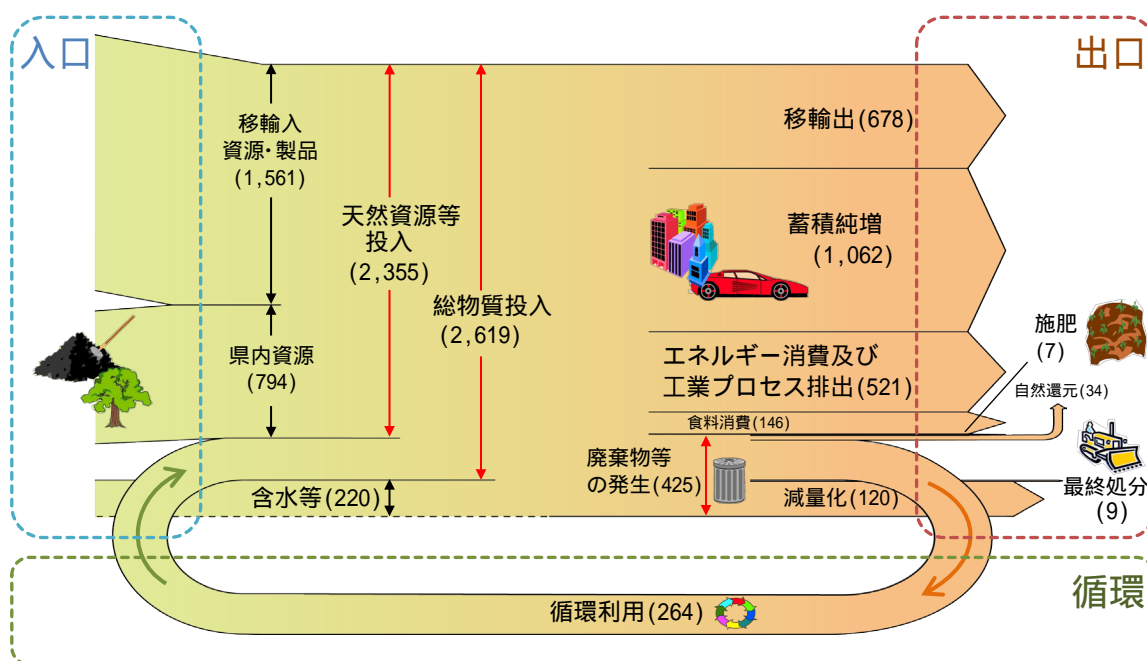 入口
出口
移輸入
資源・製品
(1,561)
移輸出(678)
天然資源等
投入
(2,355)
蓄積純増
(1,062)
総物質投入
(2,619)
県内資源
(794)
エネルギー消費及び
工業プロセス排出(521)
施肥
(7)
自然還元(34)
食料消費(146)
廃棄物等
の発生(425)
含水等(220)
減量化(120)
最終処分
(9)
循環利用(264)
循環